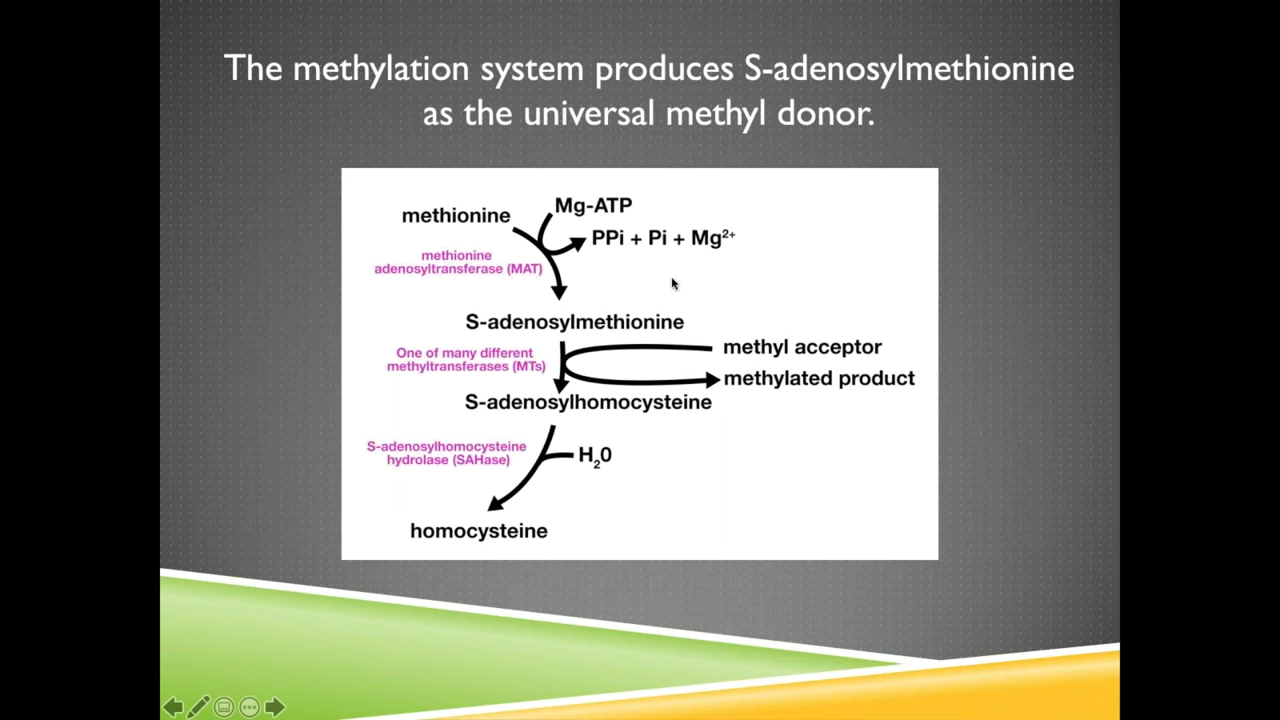 The methylation system produces S-adenosylmethionine
as the universal methyl donor.
methionine
Mg-ATP
PPi + Pi + Mg²⁺
methionine
adenosyltransferase (MAT)
S-adenosylmethionine
One of many different
methyltransferases (MTs)
methyl acceptor
methylated product
S-adenosylhomocysteine
S-adenosylhomocysteine
hydrolase (SAHase)
H₂0
homocysteine